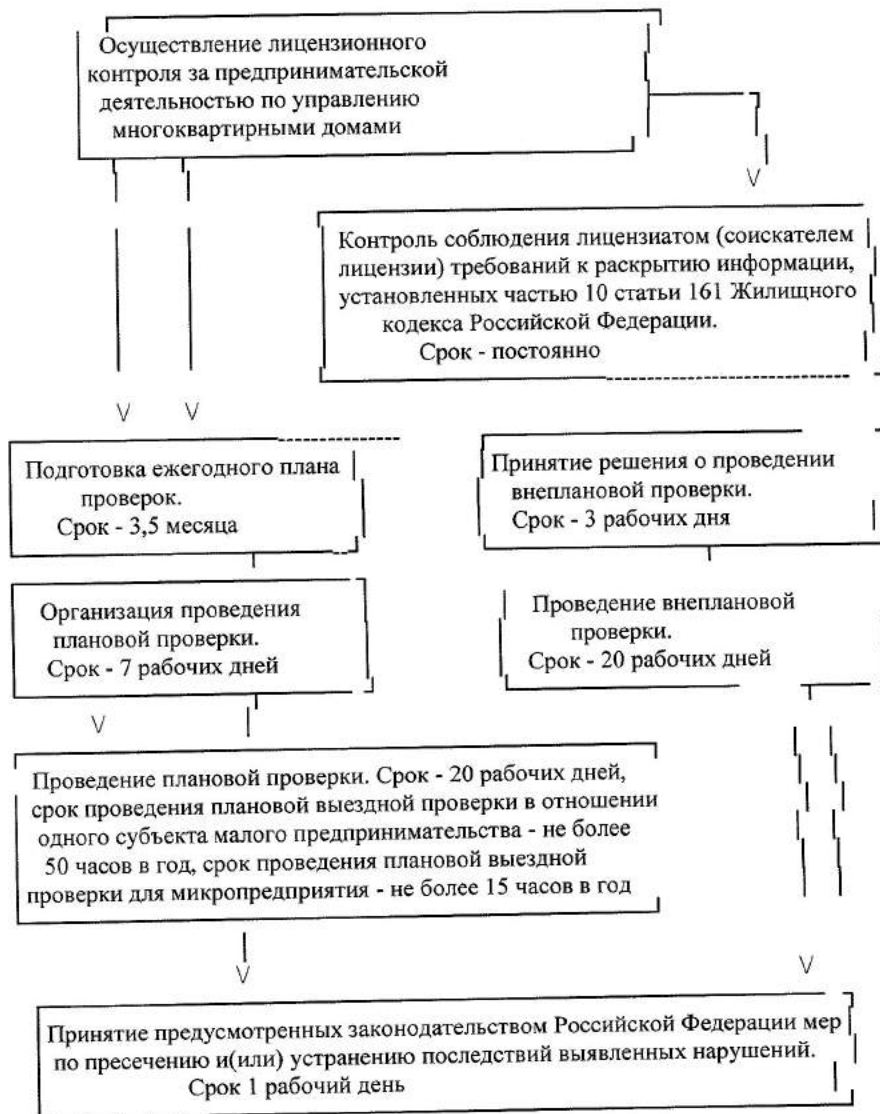 Осуществление лицензионного
контроля за предпринимательской
деятельностью по управлению
многоквартирными домами
Контроль соблюдения лицензиатом (соискателем
лицензии) требований к раскрытию информации,
установленных частью 10 статьи 161 Жилищного
кодекса Российской Федерации.
Срок - постоянно
Подготовка ежегодного плана
проверок.
Срок - 3,5 месяца
Принятие решения о проведении
внеплановой проверки.
Срок - 3 рабочих дня
Организация проведения
плановой проверки.
Срок - 7 рабочих дней
Проведение внеплановой
проверки.
Срок - 20 рабочих дней
Проведение плановой проверки. Срок - 20 рабочих дней,
срок проведения плановой выездной проверки в отношении
одного субъекта малого предпринимательства - не более
50 часов в год, срок проведения плановой выездной
проверки для микропредприятия - не более 15 часов в год
Принятие предусмотренных законодательством Российской Федерации мер
по пресечению и(или) устранению последствий выявленных нарушений.
Срок 1 рабочий день